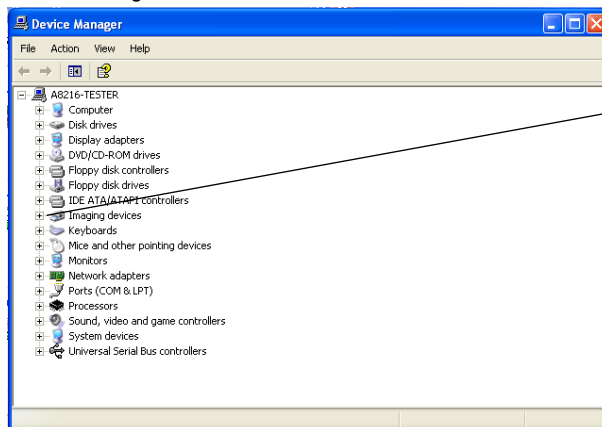 Device Manager
File Action View Help
A8216-TESTER
Computer
Disk drives
Display adapters
DVD/CD-ROM drives
Floppy disk controllers
Floppy disk drives
IDE ATA/ATAPI controllers
Imaging devices
Keyboards
Mice and other pointing devices
Monitors
Network adapters
Ports (COM & LPT)
Processors
Sound, video and game controllers
System devices
Universal Serial Bus controllers